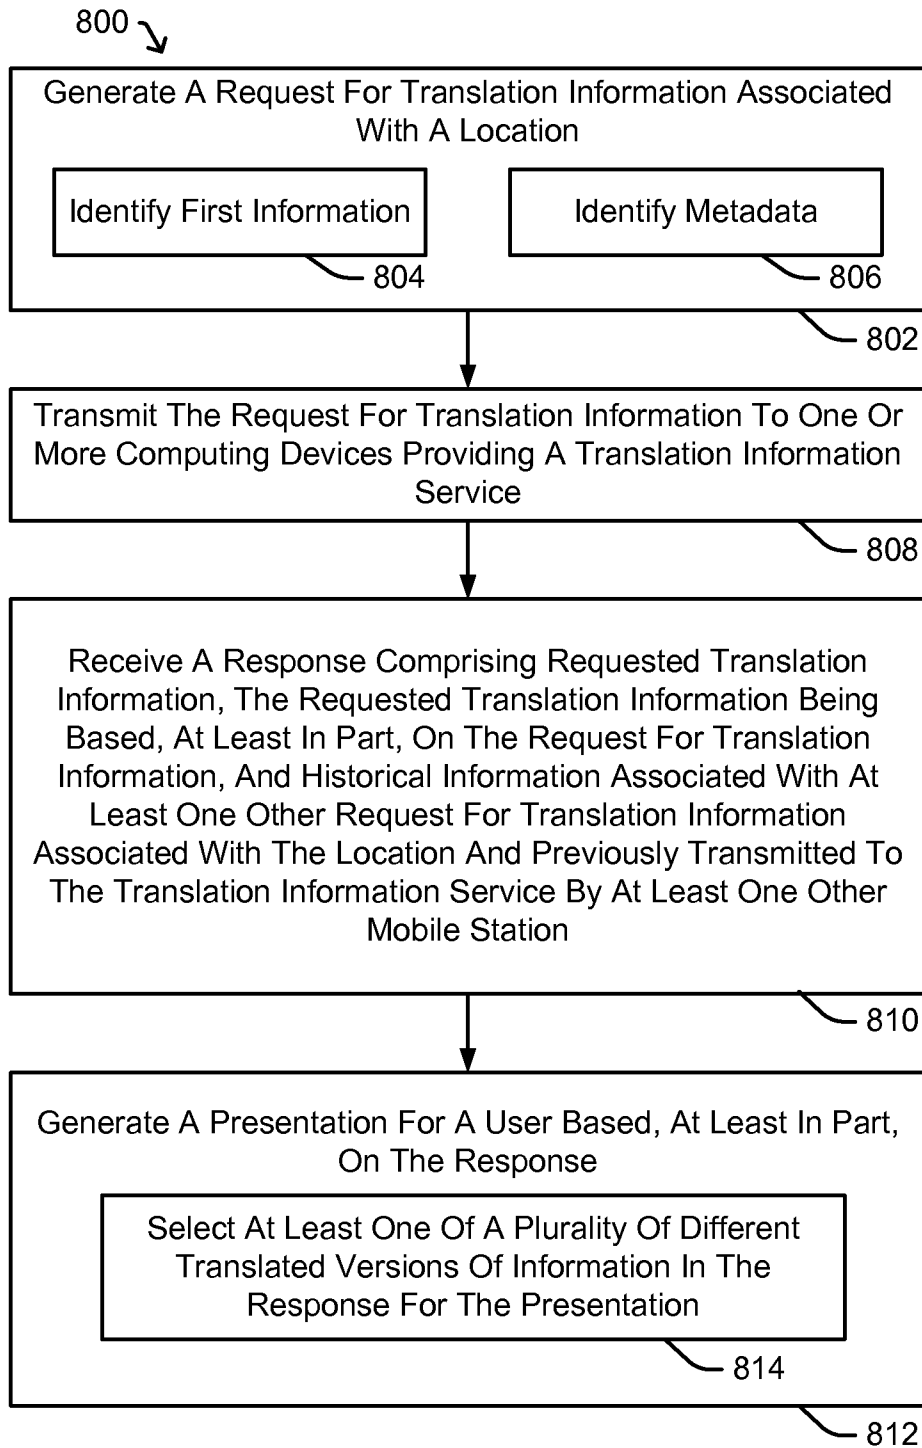 800
Generate A Request For Translation Information Associated
With A Location
Identify First Information
Identify Metadata
804
806
802
Transmit The Request For Translation Information To One Or
More Computing Devices Providing A Translation Information
Service
808
Receive A Response Comprising Requested Translation
Information, The Requested Translation Information Being
Based, At Least In Part, On The Request For Translation
Information, And Historical Information Associated With At
Least One Other Request For Translation Information
Associated With The Location And Previously Transmitted To
The Translation Information Service By At Least One Other
Mobile Station
810
Generate A Presentation For A User Based, At Least In Part,
On The Response
Select At Least One Of A Plurality Of Different
Translated Versions Of Information In The
Response For The Presentation
814
812